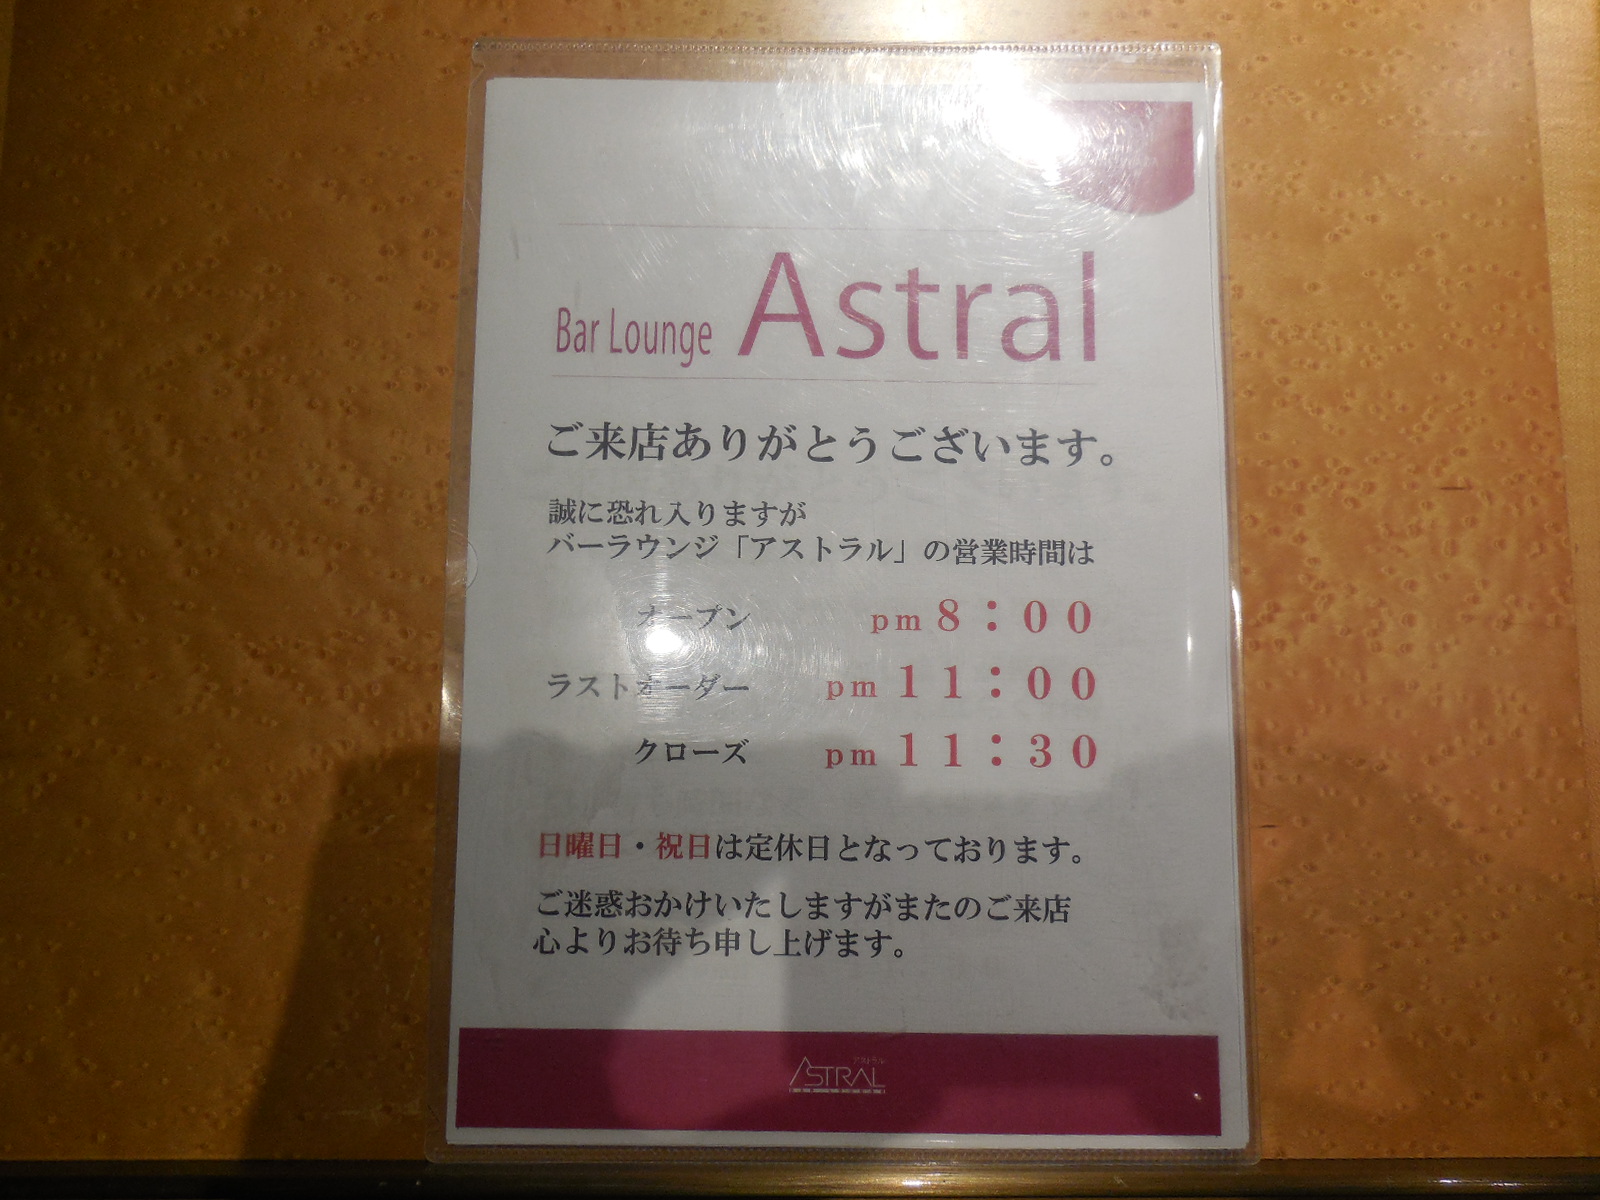 Bar Lounge Astral
ご来店ありがとうございます。
誠に恐れ入りますが
バーラウンジ「アストラル」の営業時間は
オープン pm 8：00
ラストオーダー pm 11：00
クローズ pm 11：30
日曜日・祝日は定休日となっております。
ご迷惑おかけいたしますがまたのご来店
心よりお待ち申し上げます。
アストラル
ASTRAL